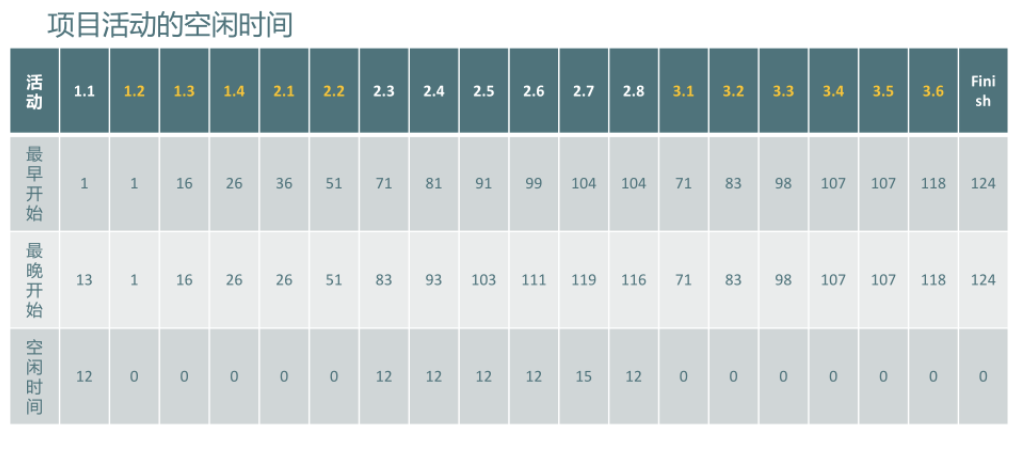 项目活动的空闲时间
活动 1.1 1.2 1.3 1.4 2.1 2.2 2.3 2.4 2.5 2.6 2.7 2.8 3.1 3.2 3.3 3.4 3.5 3.6 Finish
最早开始 1 1 16 26 36 51 71 81 91 99 104 104 71 83 98 107 107 118 124
最晚开始 13 1 16 26 26 51 83 93 103 111 119 116 71 83 98 107 107 118 124
空闲时间 12 0 0 0 0 0 12 12 12 12 15 12 0 0 0 0 0 0 0